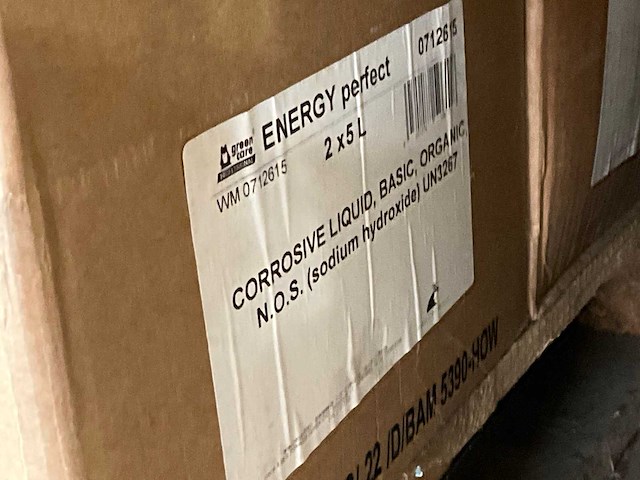 green care
PROFESSIONAL
ENERGY perfect
0712615
WM 0712615
2 x 5 L
CORROSIVE LIQUID, BASIC, ORGANIC,
N.O.S. (sodium hydroxide) UN3267
22 /D/BAM 5390-HOW